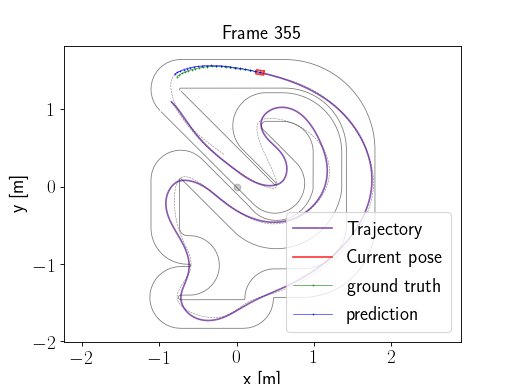 Frame 355
y [m]
1
0
−1
−2
−2
−1
0
1
2
x [m]
Trajectory
Current pose
ground truth
prediction